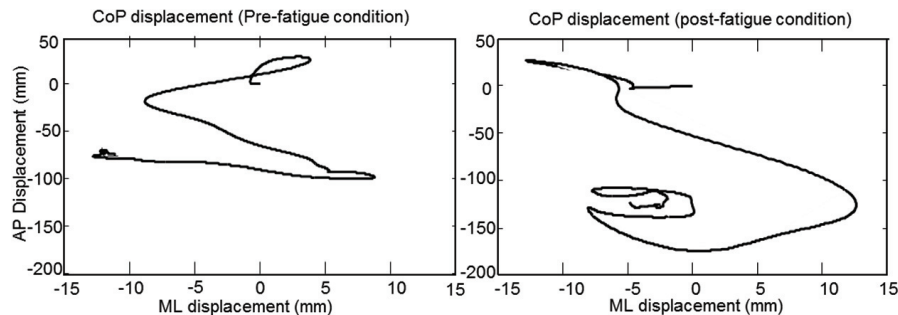 CoP displacement (Pre-fatigue condition)
50
0
-50
-100
-150
-200
AP Displacement (mm)
-15 -10 -5 0 5 10 15
ML displacement (mm)
CoP displacement (post-fatigue condition)
50
0
-50
-100
-150
-200
-15 -10 -5 0 5 10 15
ML displacement (mm)